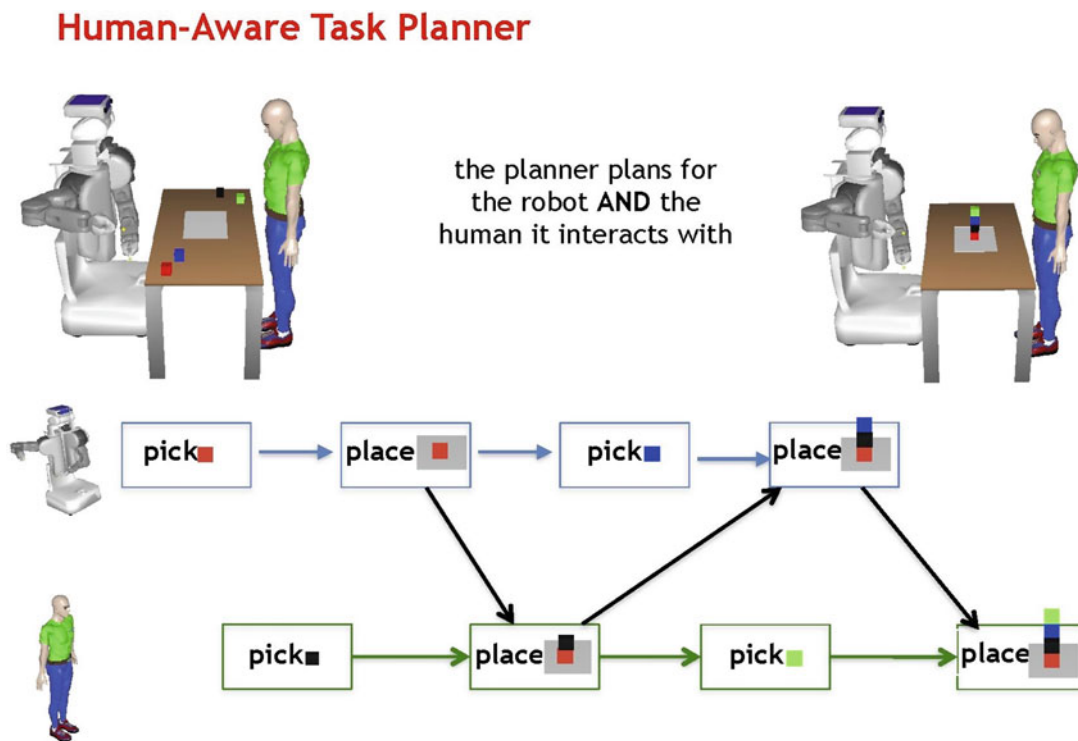 Human-Aware Task Planner
the planner plans for
the robot AND the
human it interacts with
pick
place
pick
place
pick
place
pick
place